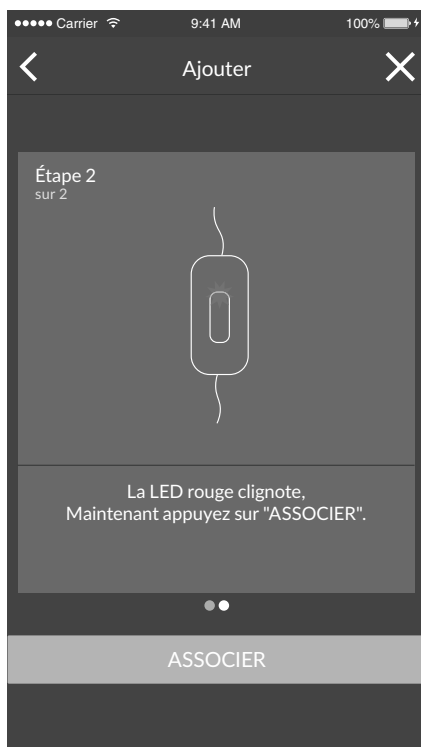 Carrier 9:41 AM 100%
Ajouter
Étape 2
sur 2
La LED rouge clignote,
Maintenant appuyez sur "ASSOCIER".
ASSOCIER